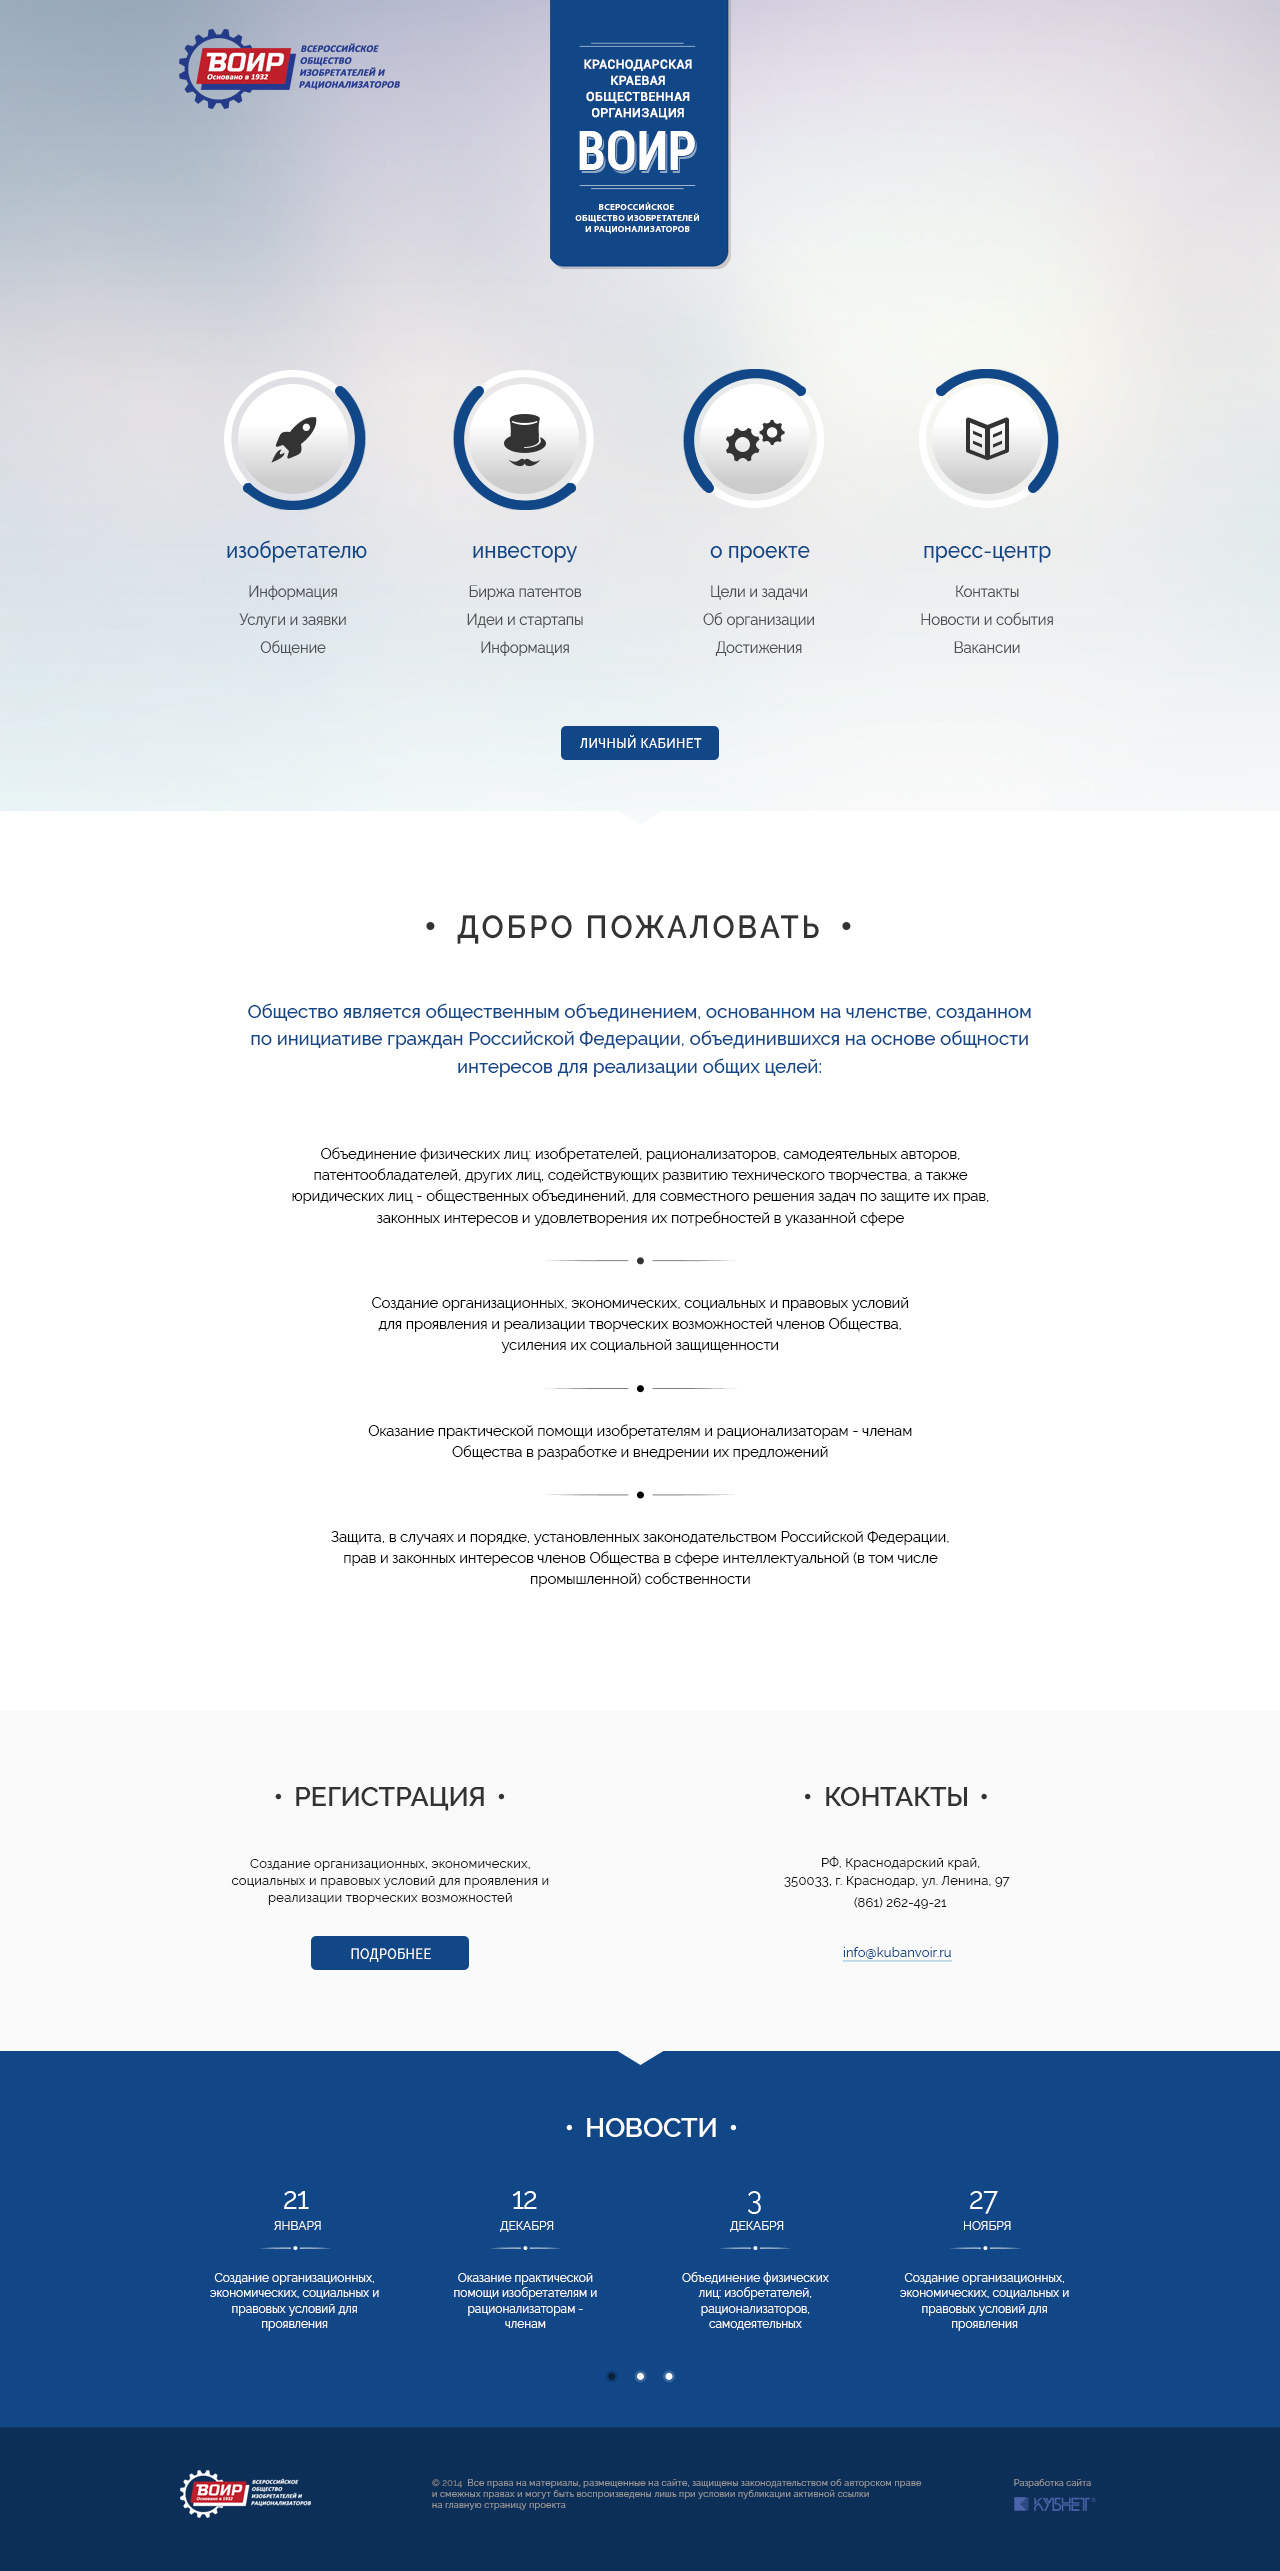 ВОИР
Основано в 1932
ВСЕРОССИЙСКОЕ
ОБЩЕСТВО
ИЗОБРЕТАТЕЛЕЙ И
РАЦИОНАЛИЗАТОРОВ
КРАСНОДАРСКАЯ
КРАЕВАЯ
ОБЩЕСТВЕННАЯ
ОРГАНИЗАЦИЯ
ВОИР
ВСЕРОССИЙСКОЕ
ОБЩЕСТВО ИЗОБРЕТАТЕЛЕЙ
И РАЦИОНАЛИЗАТОРОВ
изобретателю
Информация
Услуги и заявки
Общение
инвестору
Биржа патентов
Идеи и стартапы
Информация
о проекте
Цели и задачи
Об организации
Достижения
пресс-центр
Контакты
Новости и события
Вакансии
ЛИЧНЫЙ КАБИНЕТ
• ДОБРО ПОЖАЛОВАТЬ •
Общество является общественным объединением, основанном на членстве, созданном
по инициативе граждан Российской Федерации, объединившихся на основе общности
интересов для реализации общих целей:
Объединение физических лиц: изобретателей, рационализаторов, самодеятельных авторов,
патентообладателей, других лиц, содействующих развитию технического творчества, а также
юридических лиц - общественных объединений, для совместного решения задач по защите их прав,
законных интересов и удовлетворения их потребностей в указанной сфере
Создание организационных, экономических, социальных и правовых условий
для проявления и реализации творческих возможностей членов Общества,
усиления их социальной защищенности
Оказание практической помощи изобретателям и рационализаторам - членам
Общества в разработке и внедрении их предложений
Защита, в случаях и порядке, установленных законодательством Российской Федерации,
прав и законных интересов членов Общества в сфере интеллектуальной (в том числе
промышленной) собственности
• РЕГИСТРАЦИЯ •
Создание организационных, экономических,
социальных и правовых условий для проявления и
реализации творческих возможностей
ПОДРОБНЕЕ
• КОНТАКТЫ •
РФ, Краснодарский край,
350033, г. Краснодар, ул. Ленина, 97
(861) 262-49-21
info@kubanvoir.ru
• НОВОСТИ •
21
ЯНВАРЯ
Создание организационных,
экономических, социальных и
правовых условий для
проявления
12
ДЕКАБРЯ
Оказание практической
помощи изобретателям и
рационализаторам -
членам
3
ДЕКАБРЯ
Объединение физических
лиц: изобретателей,
рационализаторов,
самодеятельных
27
НОЯБРЯ
Создание организационных,
экономических, социальных и
правовых условий для
проявления
ВОИР
Основано в 1932
ВСЕРОССИЙСКОЕ
ОБЩЕСТВО
ИЗОБРЕТАТЕЛЕЙ И
РАЦИОНАЛИЗАТОРОВ
© 2014 Все права на материалы, размещенные на сайте, защищены законодательством об авторском праве
и смежных правах и могут быть воспроизведены лишь при условии публикации активной ссылки
на главную страницу проекта
Разработка сайта
КУБНЕТ®